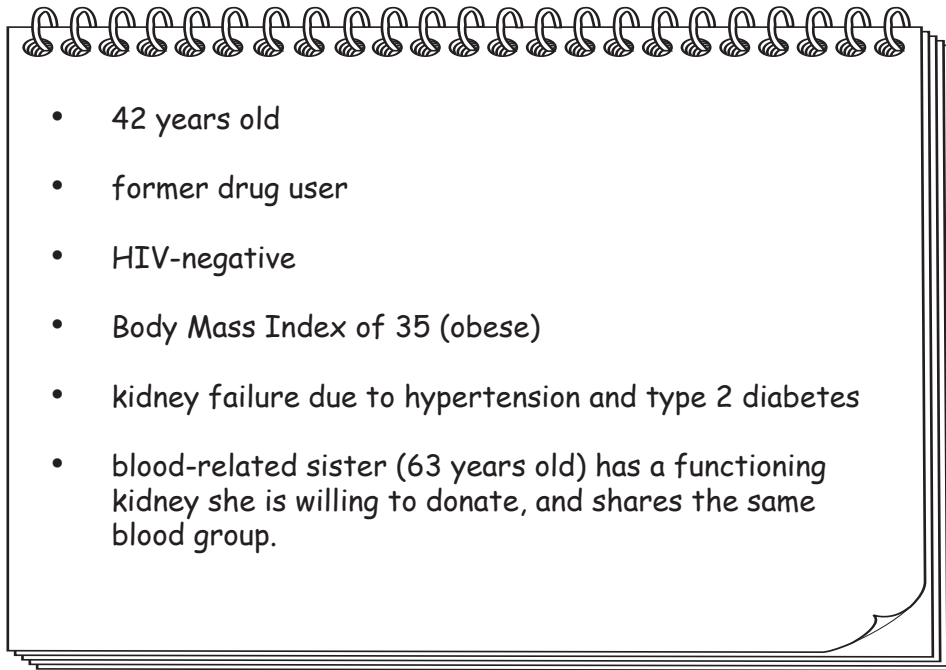 • 42 years old
• former drug user
• HIV-negative
• Body Mass Index of 35 (obese)
• kidney failure due to hypertension and type 2 diabetes
• blood-related sister (63 years old) has a functioning
kidney she is willing to donate, and shares the same
blood group.